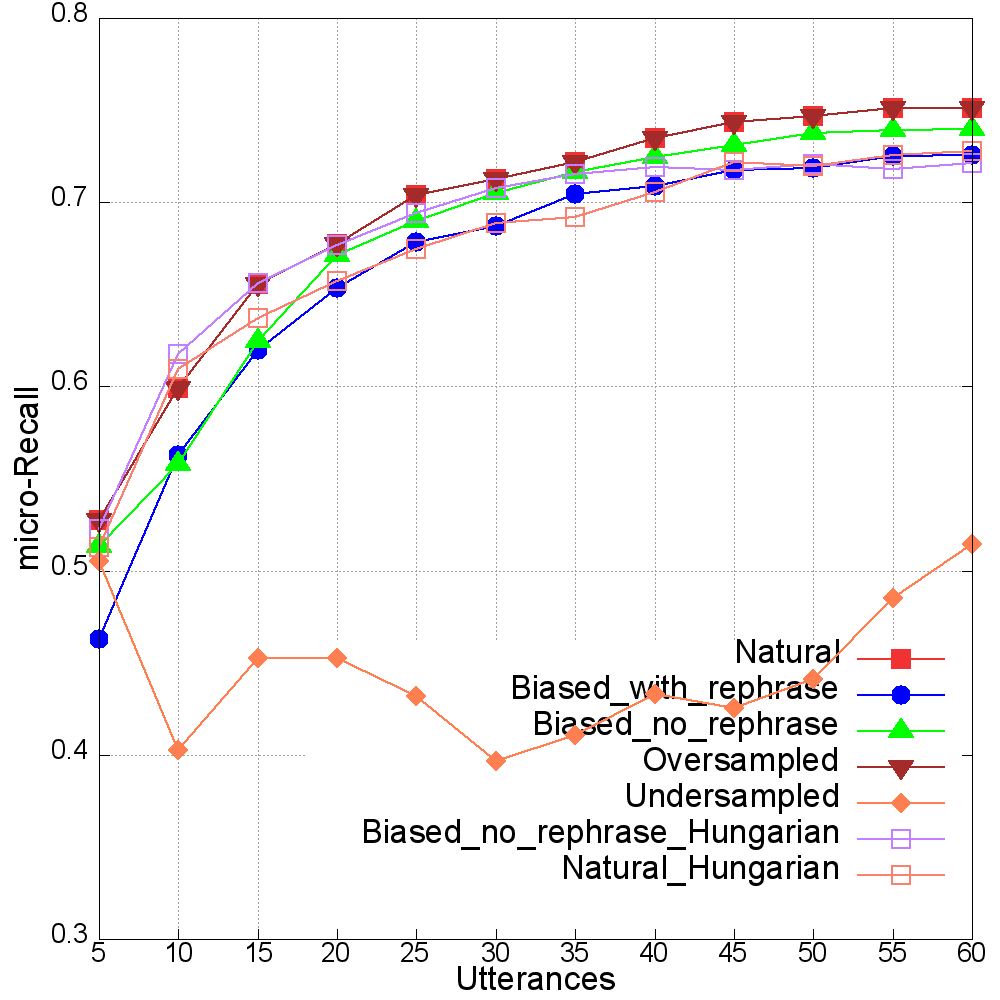 0.8
0.7
0.6
0.5
0.4
0.3
micro-Recall
Natural
Biased_with_rephrase
Biased_no_rephrase
Oversampled
Undersampled
Biased_no_rephrase_Hungarian
Natural_Hungarian
5 10 15 20 25 30 35 40 45 50 55 60
Utterances